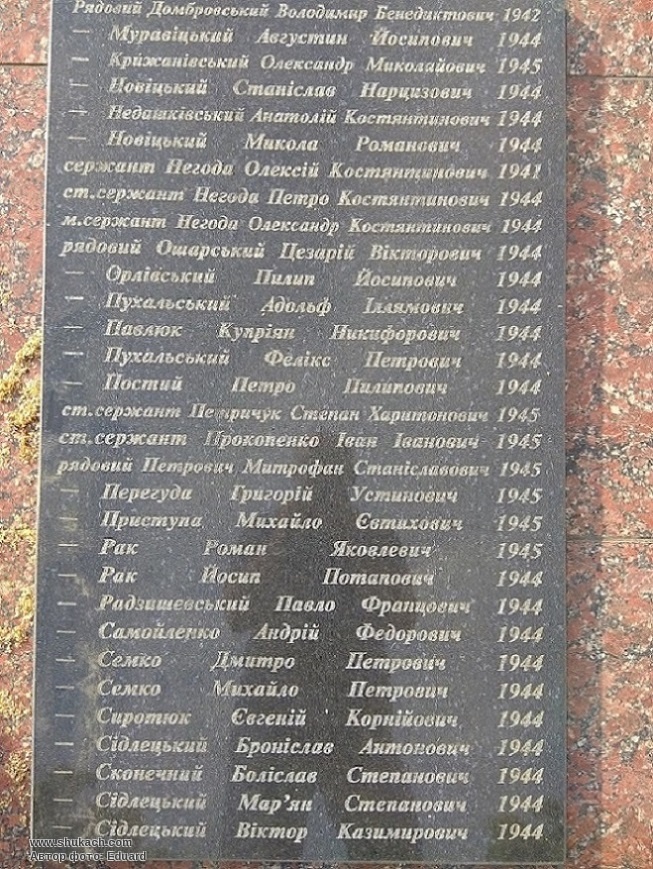 Рядовий Домбровський Володимир Бенедиктович 1942
— Муравіцький Августин Йосипович 1944
— Крижанівський Олександр Миколайович 1945
— Новіцький Станіслав Нарцизович 1944
— Недашківський Анатолій Костянтинович 1944
— Новіцький Микола Романович 1944
сержант Негода Олексій Костянтинович 1941
ст.сержант Негода Петро Костянтинович 1944
м.сержант Негода Олександр Костянтинович 1944
рядовий Ошарський Цезарій Вікторович 1944
— Орлівський Пилип Йосипович 1944
— Пухальський Адольф Іллямович 1944
— Павлюк Купріян Никифорович 1944
— Пухальський Фелікс Петрович 1944
— Постий Петро Пилипович 1944
ст.сержант Петричук Степан Харитонович 1945
ст.сержант Прокопенко Іван Іванович 1945
рядовий Петрович Митрофан Станіславович 1945
— Перегуда Григорій Устинович 1945
— Приступа Михайло Євтихович 1945
— Рак Роман Яковлевич 1945
— Рак Йосип Потапович 1944
— Радзишевський Павло Францович 1944
— Самойленко Андрій Федорович 1944
— Семко Дмитро Петрович 1944
— Семко Михайло Петрович 1944
— Сиротюк Євгеній Корнійович 1944
— Сідлецький Броніслав Антонович 1944
— Сконечний Боліслав Степанович 1944
— Сідлецький Мар’ян Степанович 1944
— Сідлецький Віктор Казимирович 1944
www.shukach.com
Автор фото: Eduard